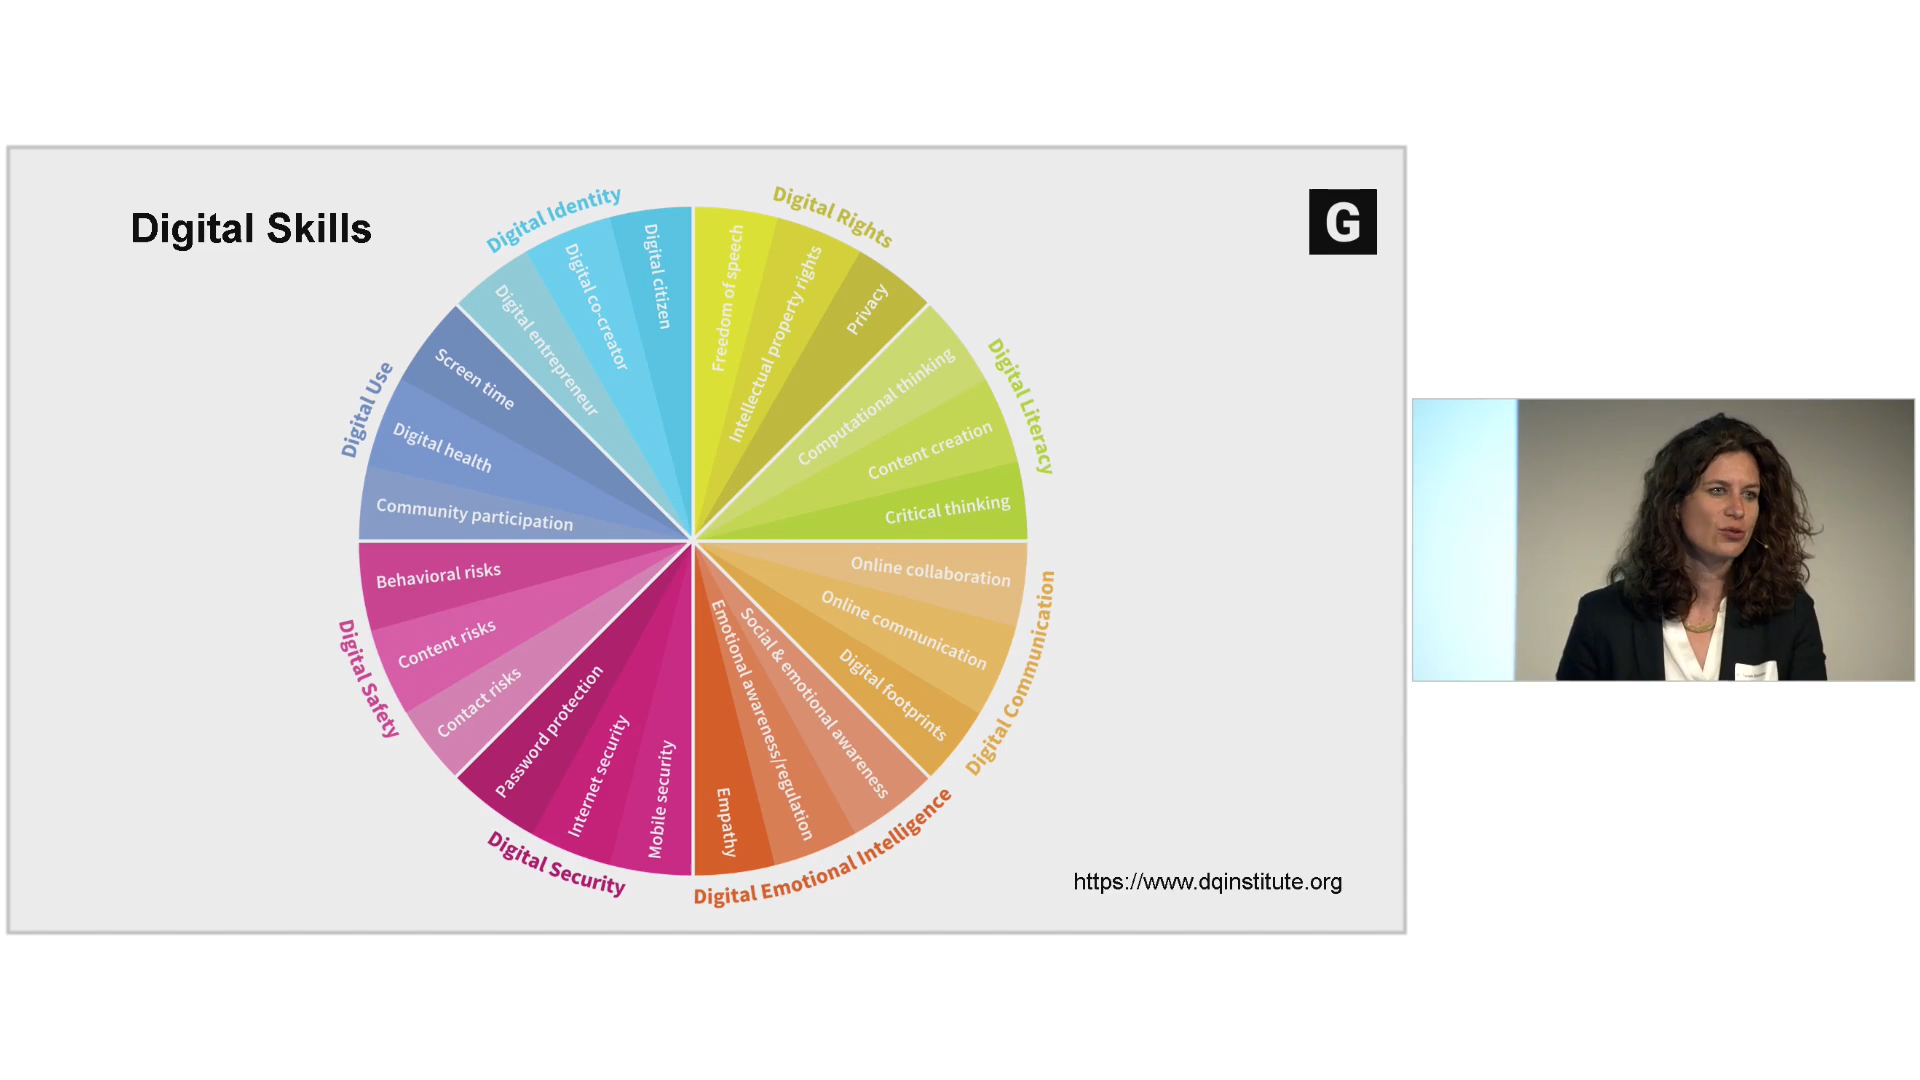 Digital Skills
G
Digital Identity
Digital entrepreneur
Digital co-creator
Digital citizen
Digital Rights
Freedom of speech
Intellectual property rights
Privacy
Digital Literacy
Computational thinking
Content creation
Critical thinking
Digital Communication
Online collaboration
Online communication
Digital footprints
Digital Emotional Intelligence
Social & emotional awareness
Emotional awareness/regulation
Empathy
Digital Security
Mobile security
Internet security
Password protection
Digital Safety
Contact risks
Content risks
Behavioral risks
Digital Use
Community participation
Digital health
Screen time
https://www.dqinstitute.org